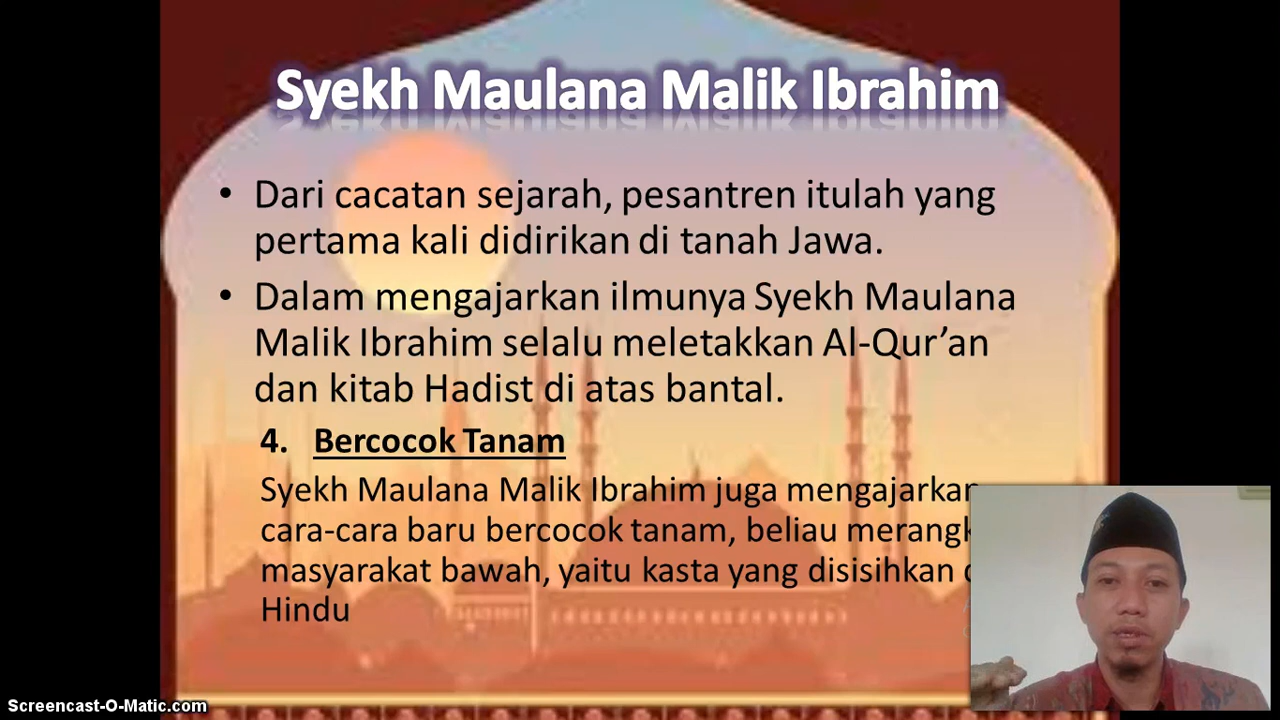 Syekh Maulana Malik Ibrahim
• Dari cacatan sejarah, pesantren itulah yang
pertama kali didirikan di tanah Jawa.
• Dalam mengajarkan ilmunya Syekh Maulana
Malik Ibrahim selalu meletakkan Al-Qur’an
dan kitab Hadist di atas bantal.
4. Bercocok Tanam
Syekh Maulana Malik Ibrahim juga mengajarkan
cara-cara baru bercocok tanam, beliau
masyarakat bawah, yaitu kasta yang disisihkan
Hindu
Screencast-O-Matic.com